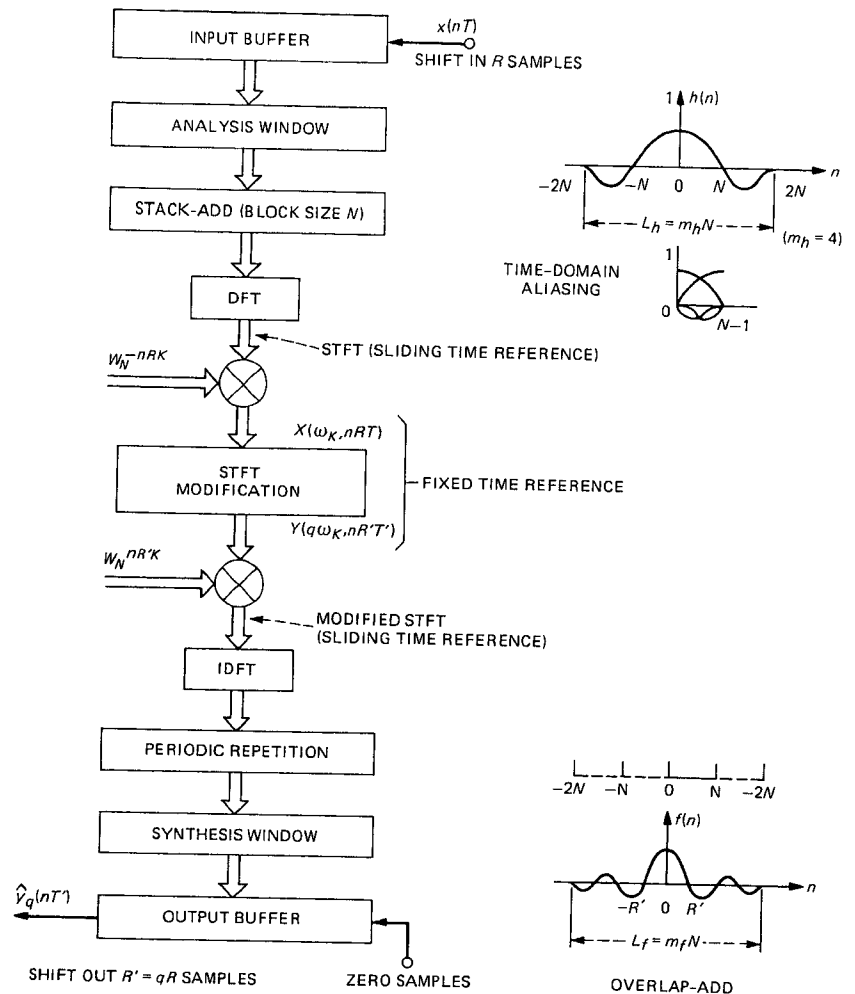 INPUT BUFFER
x(nT)
SHIFT IN R SAMPLES
ANALYSIS WINDOW
STACK-ADD (BLOCK SIZE N)
DFT
STFT (SLIDING TIME REFERENCE)
W_N^-nRK
X(ω_K, nRT)
STFT
MODIFICATION
FIXED TIME REFERENCE
Y(qω_K, nR'T')
W_N^nR'K
MODIFIED STFT
(SLIDING TIME REFERENCE)
IDFT
PERIODIC REPETITION
SYNTHESIS WINDOW
ŷ_q(nT')
OUTPUT BUFFER
SHIFT OUT R' = qR SAMPLES
ZERO SAMPLES
1 h(n)
n
-2N -N 0 N 2N
L_h = m_h N
(m_h = 4)
TIME-DOMAIN
ALIASING
1
0
N-1
-2N -N 0 N -2N
f(n)
n
-R' 0 R'
L_f = m_f N
OVERLAP-ADD